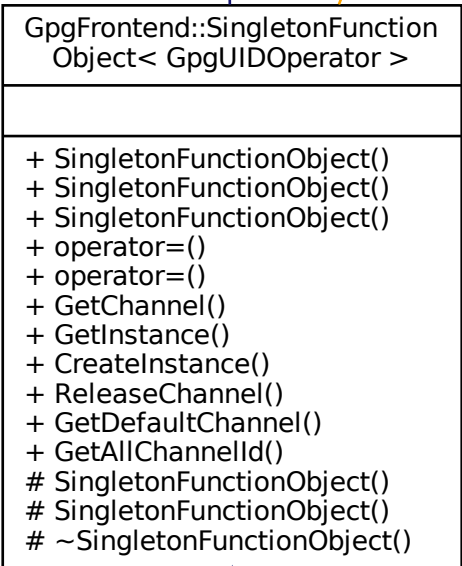 GpgFrontend::SingletonFunction
Object< GpgUIDOperator >
+ SingletonFunctionObject()
+ SingletonFunctionObject()
+ SingletonFunctionObject()
+ operator=()
+ operator=()
+ GetChannel()
+ GetInstance()
+ CreateInstance()
+ ReleaseChannel()
+ GetDefaultChannel()
+ GetAllChannelId()
# SingletonFunctionObject()
# SingletonFunctionObject()
# ~SingletonFunctionObject()